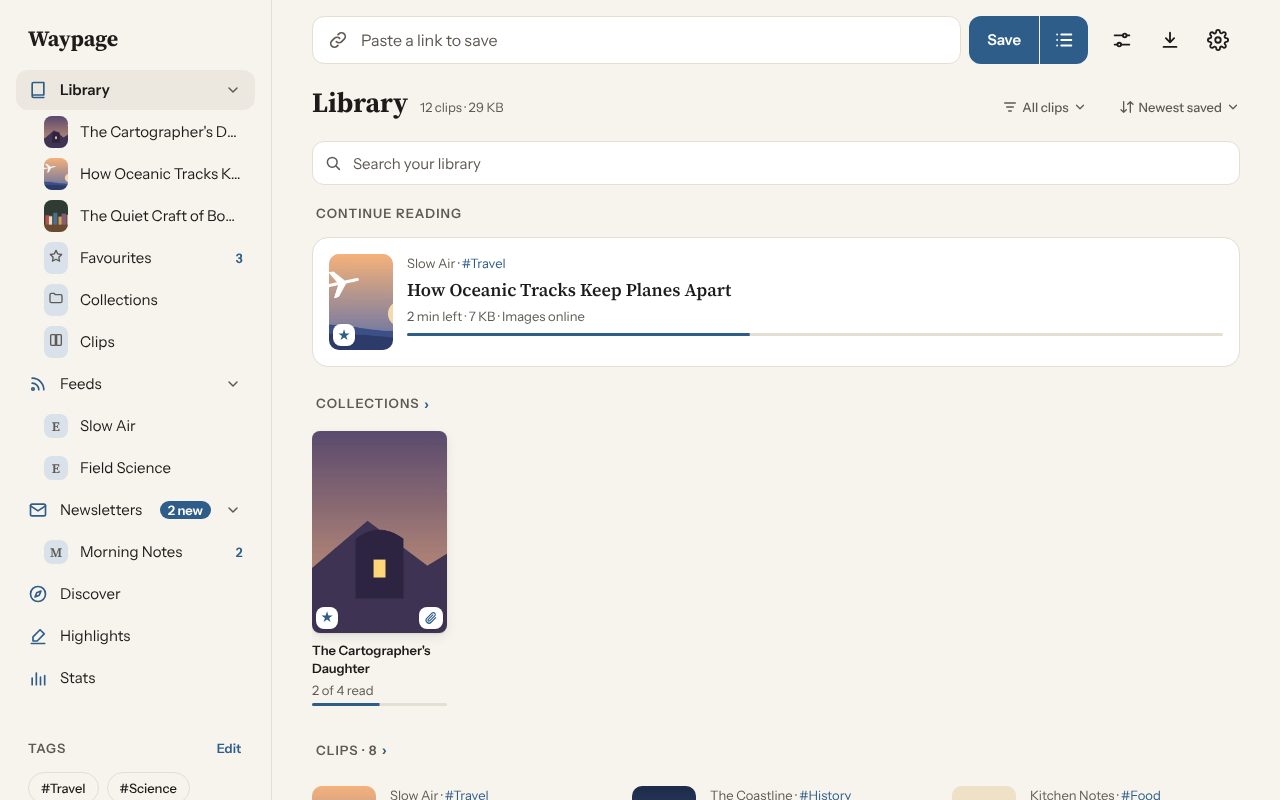 Waypage
Library
The Cartographer's D...
How Oceanic Tracks K...
The Quiet Craft of Bo...
Favourites 3
Collections
Clips
Feeds
E Slow Air
E Field Science
Newsletters 2 new
M Morning Notes 2
Discover
Highlights
Stats
TAGS Edit
#Travel #Science
Paste a link to save
Save
Library 12 clips · 29 KB
All clips Newest saved
Search your library
CONTINUE READING
Slow Air · #Travel
How Oceanic Tracks Keep Planes Apart
2 min left · 7 KB · Images online
COLLECTIONS ›
The Cartographer's
Daughter
2 of 4 read
CLIPS · 8 ›
Slow Air · #Travel
The Coastline · #History
Kitchen Notes · #Food